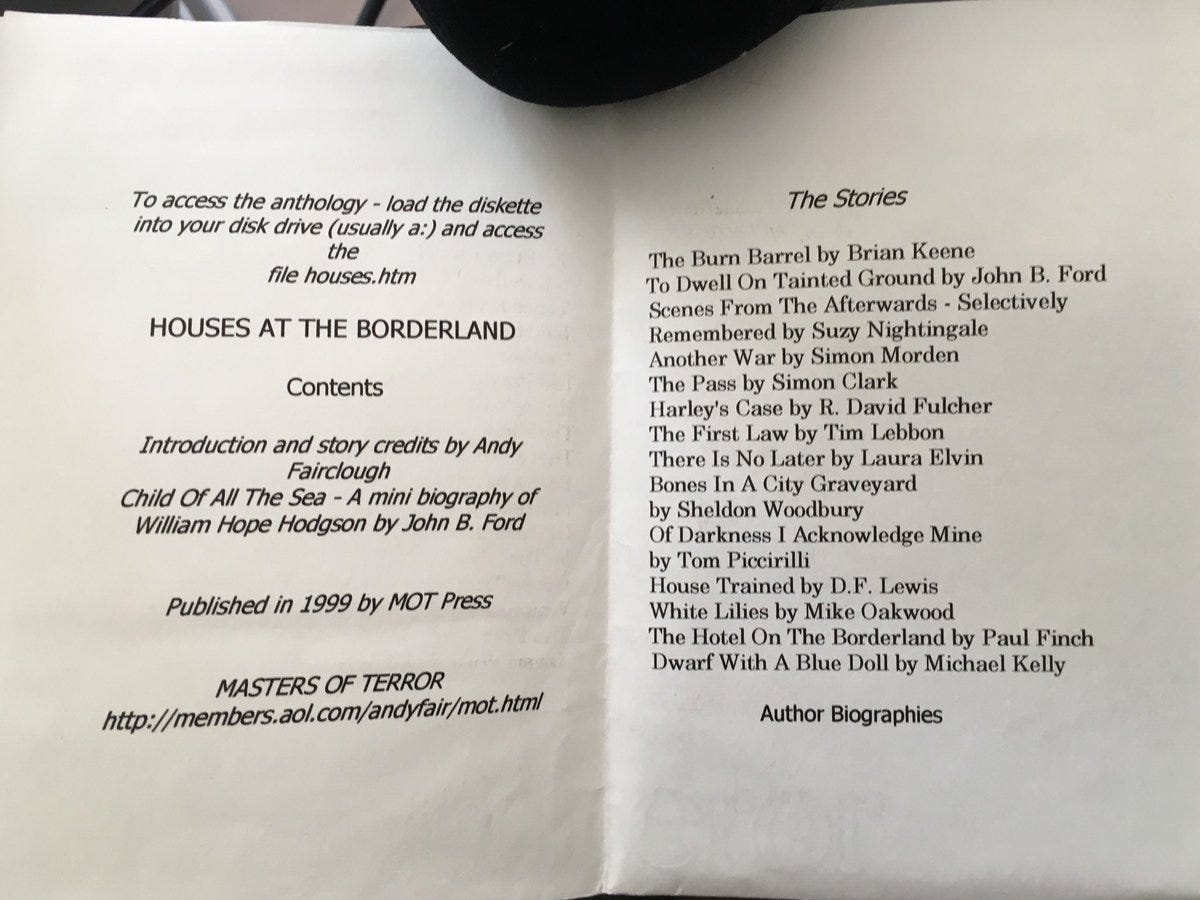 To access the anthology - load the diskette
into your disk drive (usually a:) and access
the
file houses.htm
HOUSES AT THE BORDERLAND
Contents
Introduction and story credits by Andy
Fairclough
Child Of All The Sea - A mini biography of
William Hope Hodgson by John B. Ford
Published in 1999 by MOT Press
MASTERS OF TERROR
http://members.aol.com/andyfair/mot.html
The Stories
The Burn Barrel by Brian Keene
To Dwell On Tainted Ground by John B. Ford
Scenes From The Afterwards - Selectively
Remembered by Suzy Nightingale
Another War by Simon Morden
The Pass by Simon Clark
Harley's Case by R. David Fulcher
The First Law by Tim Lebbon
There Is No Later by Laura Elvin
Bones In A City Graveyard
by Sheldon Woodbury
Of Darkness I Acknowledge Mine
by Tom Piccirilli
House Trained by D.F. Lewis
White Lilies by Mike Oakwood
The Hotel On The Borderland by Paul Finch
Dwarf With A Blue Doll by Michael Kelly
Author Biographies